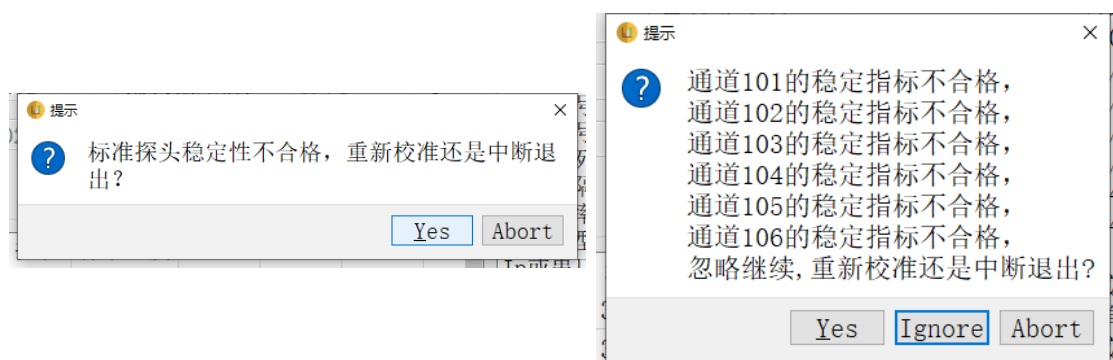 提示
标准探头稳定性不合格，重新校准还是中断退
出？
Yes
Abort
提示
通道101的稳定指标不合格，
通道102的稳定指标不合格，
通道103的稳定指标不合格，
通道104的稳定指标不合格，
通道105的稳定指标不合格，
通道106的稳定指标不合格，
忽略继续,重新校准还是中断退出?
Yes
Ignore
Abort